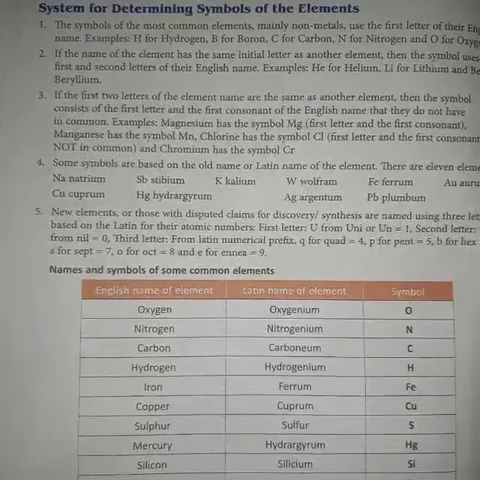 System for Determining Symbols of the Elements
1. The symbols of the most common elements, mainly non-metals, use the first letter of their
name. Examples: H for Hydrogen, B for Boron, C for Carbon, N for Nitrogen and O for
2. If the name of the element has the same initial letter as another element, then the symbol uses
first and second letters of their English name. Examples: He for Helium, Li for Lithium and Be
Beryllium.
3. If the first two letters of the element name are the same as another element, then the symbol
consists of the first letter and the first consonant of the English name that they do not have
in common. Examples: Magnesium has the symbol Mg (first letter and the first consonant),
Manganese has the symbol Mn, Chlorine has the symbol Cl (first letter and the first consonant
NOT in common) and Chromium has the symbol Cr
4. Some symbols are based on the old name or Latin name of the element. There are eleven
Na natrium Sb stibium K kalium W wolfram Fe ferrum Au
Cu cuprum Hg hydrargyrum Ag argentum Pb plumbum
5. New elements, or those with disputed claims for discovery/ synthesis are named using three
based on the Latin for their atomic numbers: First letter: U from Uni or Un = 1, Second letter:
from nil = 0, Third letter: From latin numerical prefix, q for quad = 4, p for pent = 5, b for hex
s for sept = 7, o for oct = 8 and e for ennea = 9.
Names and symbols of some common elements
English name of element Latin name of element Symbol
Oxygen Oxygenium O
Nitrogen Nitrogenium N
Carbon Carboneum C
Hydrogen Hydrogenium H
Iron Ferrum Fe
Copper Cuprum Cu
Sulphur Sulfur S
Mercury Hydrargyrum Hg
Silicon Silicium Si